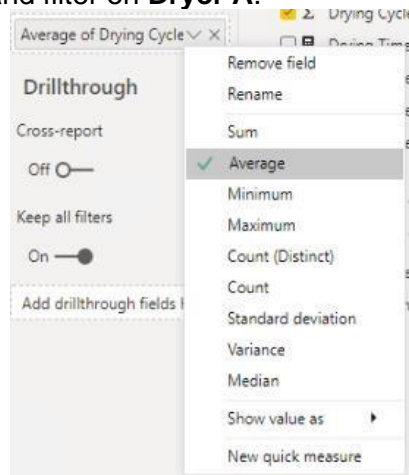 and filter on Dryer A.
Σ Drying Cycle
Average of Drying Cycle
Drying Time
Remove field
Drillthrough
Rename
Cross-report
Sum
Off
Average
Minimum
Keep all filters
Maximum
On
Count (Distinct)
Count
Add drillthrough fields
Standard deviation
Variance
Median
Show value as
New quick measure